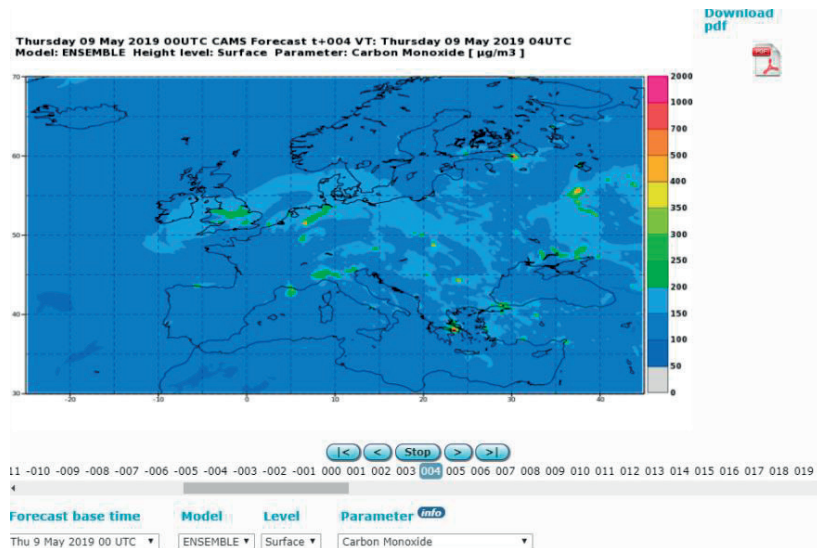 Download
pdf
PDF
Thursday 09 May 2019 00UTC CAMS Forecast t+004 VT: Thursday 09 May 2019 04UTC
Model: ENSEMBLE Height level: Surface Parameter: Carbon Monoxide [ µg/m3 ]
70
60
50
40
30
-20
-10
0
10
20
30
40
2000
1000
700
500
400
350
300
250
200
150
100
50
0
|< < Stop > >|
11 -010 -009 -008 -007 -006 -005 -004 -003 -002 -001 000 001 002 003 004 005 006 007 008 009 010 011 012 013 014 015 016 017 018 019
Forecast base time Model Level Parameter info
Thu 9 May 2019 00 UTC ENSEMBLE Surface Carbon Monoxide